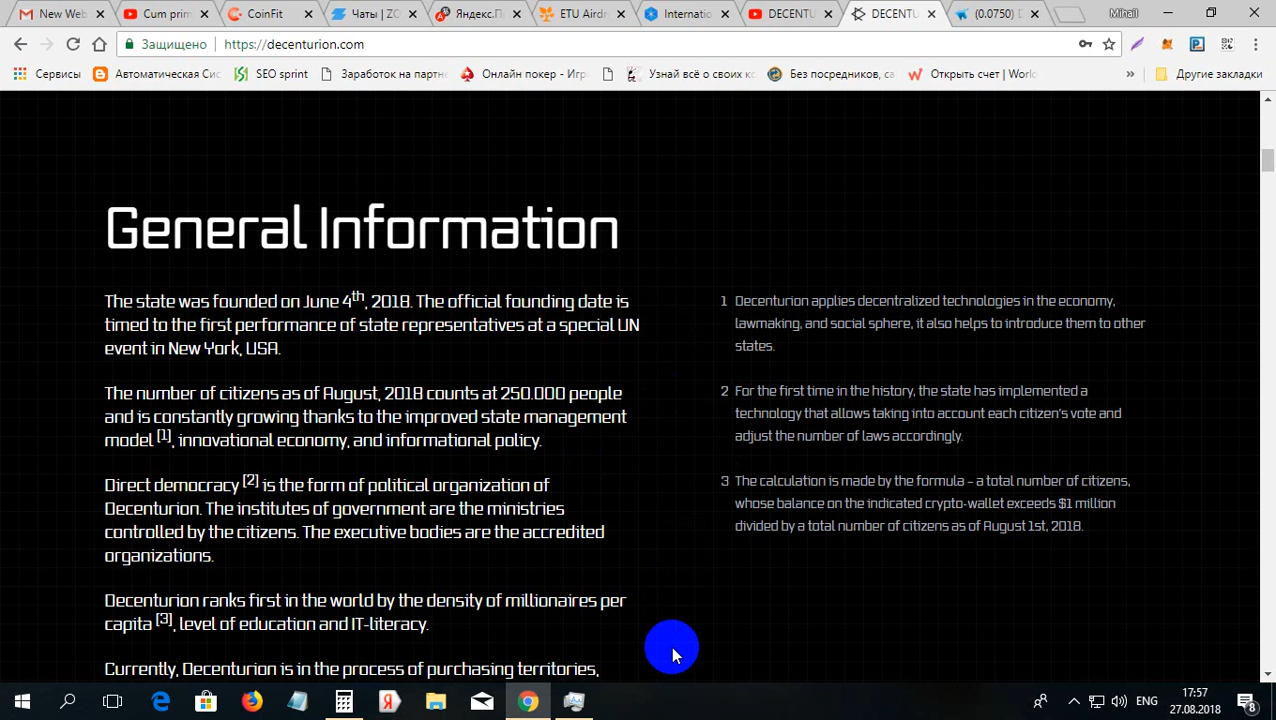 New Web
Cum prim
CoinFit
Чаты | ZO
Яндекс.П
ETU Airdr
Internatio
DECENTU
DECENTU
(0.0750)
Mihail
Защищено
https://decenturion.com
Сервисы
Автоматическая Сис
SEO sprint
Заработок на партн
Онлайн покер - Игр
Узнай всё о своих ко
Без посредников, са
Открыть счет | Worl
»
Другие закладки
General Information
The state was founded on June 4th, 2018. The official founding date is
timed to the first performance of state representatives at a special UN
event in New York, USA.
The number of citizens as of August, 2018 counts at 250.000 people
and is constantly growing thanks to the improved state management
model [1], innovational economy, and informational policy.
Direct democracy [2] is the form of political organization of
Decenturion. The institutes of government are the ministries
controlled by the citizens. The executive bodies are the accredited
organizations.
Decenturion ranks first in the world by the density of millionaires per
capita [3], level of education and IT-literacy.
Currently, Decenturion is in the process of purchasing territories,
1 Decenturion applies decentralized technologies in the economy,
lawmaking, and social sphere, it also helps to introduce them to other
states.
2 For the first time in the history, the state has implemented a
technology that allows taking into account each citizen's vote and
adjust the number of laws accordingly.
3 The calculation is made by the formula – a total number of citizens,
whose balance on the indicated crypto-wallet exceeds $1 million
divided by a total number of citizens as of August 1st, 2018.
ENG
17:57
27.08.2018
8